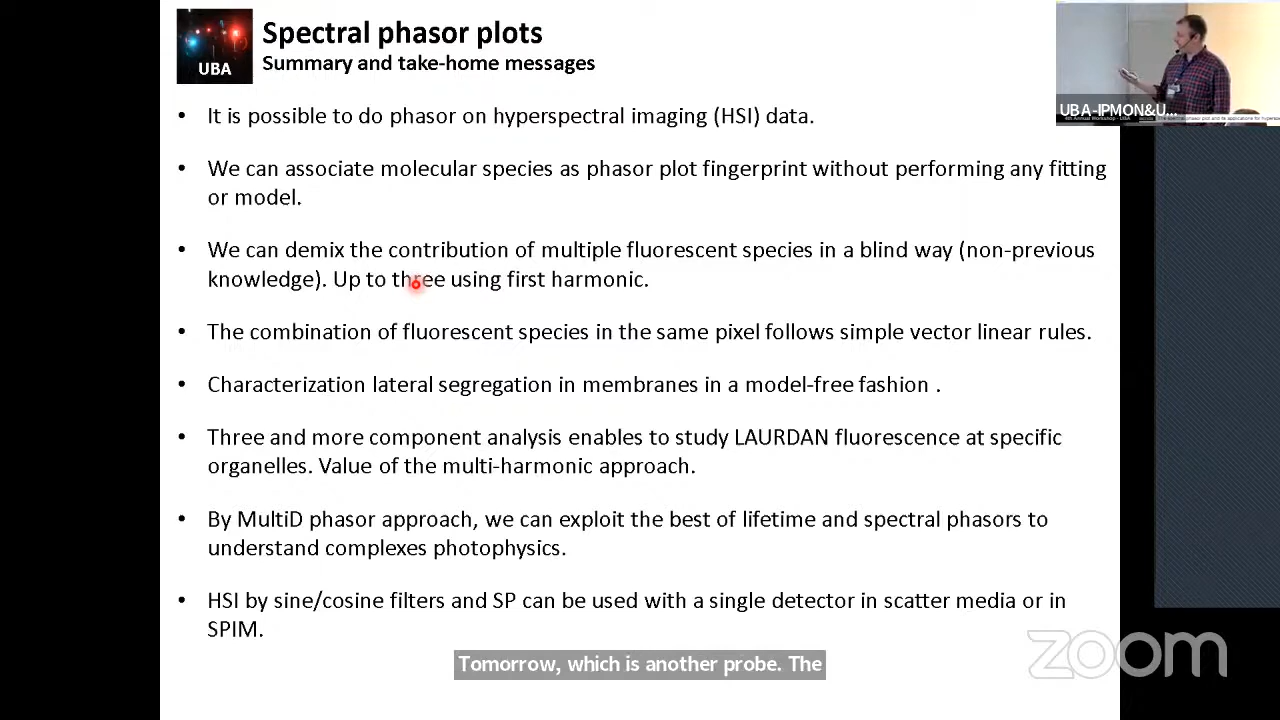 Spectral phasor plots
Summary and take-home messages
UBA
• It is possible to do phasor on hyperspectral imaging (HSI) data.
• We can associate molecular species as phasor plot fingerprint without performing any fitting
or model.
• We can demix the contribution of multiple fluorescent species in a blind way (non-previous
knowledge). Up to three using first harmonic.
• The combination of fluorescent species in the same pixel follows simple vector linear rules.
• Characterization lateral segregation in membranes in a model-free fashion .
• Three and more component analysis enables to study LAURDAN fluorescence at specific
organelles. Value of the multi-harmonic approach.
• By MultiD phasor approach, we can exploit the best of lifetime and spectral phasors to
understand complexes photophysics.
• HSI by sine/cosine filters and SP can be used with a single detector in scatter media or in
SPIM.
Tomorrow, which is another probe. The
UBA-IPMON&U...
zoom